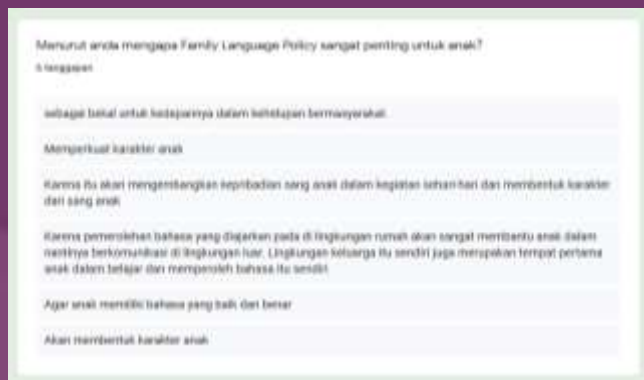 Menurut anda mengapa Family Language Policy sangat penting untuk anak?
6 tanggapan
sebagai bekal untuk kedepannya dalam kehidupan bermasyarakat.
Memperkuat karakter anak
Karena itu akan mengembangkan kepribadian sang anak dalam kegiatan sehari hari dan membentuk karakter
dari sang anak
Karena pemerolehan bahasa yang diajarkan pada di lingkungan rumah akan sangat membantu anak dalam
nantinya berkomunikasi di lingkungan luar. Lingkungan keluarga itu sendiri juga merupakan tempat pertama
anak dalam belajar dan memperoleh bahasa itu sendiri
Agar anak memiliki bahasa yang baik dan benar
Akan membentuk karakter anak